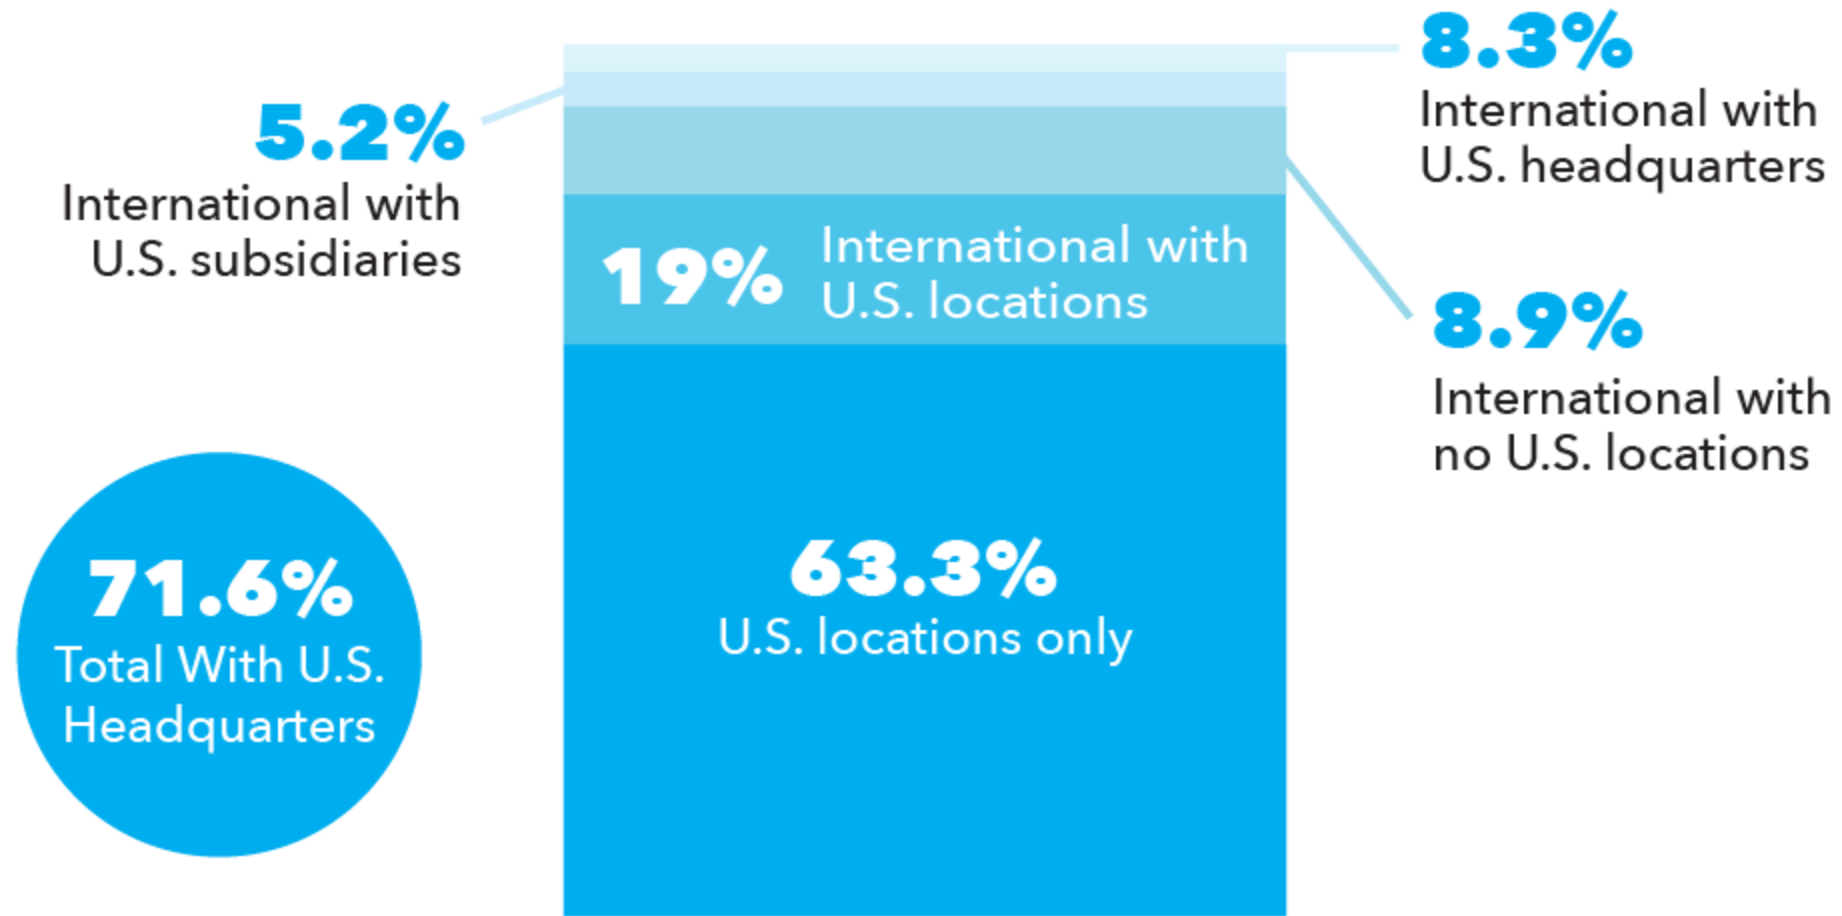 8.3%
International with
U.S. headquarters
5.2%
International with
U.S. subsidiaries
19%
International with
U.S. locations
8.9%
International with
no U.S. locations
63.3%
U.S. locations only
71.6%
Total With U.S.
Headquarters